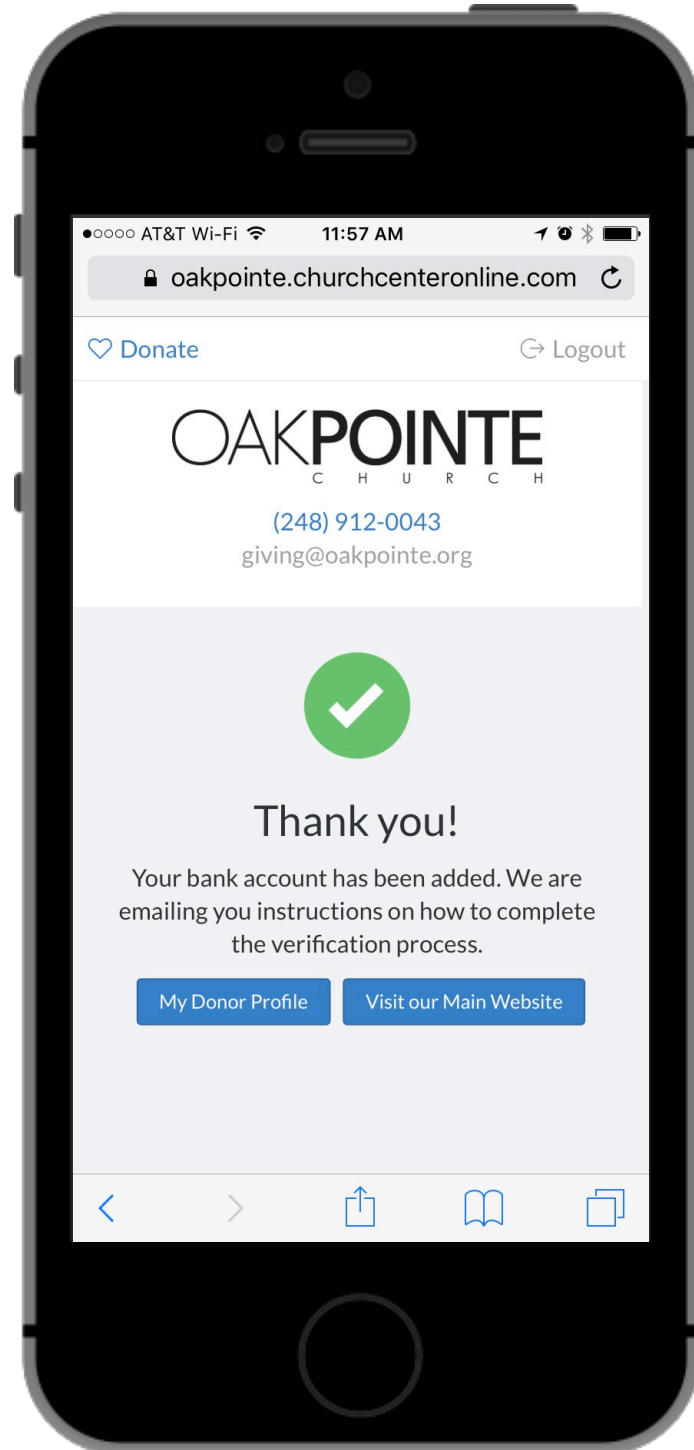 AT&T Wi-Fi 11:57 AM
oakpointe.churchcenteronline.com
Donate Logout
OAKPOINTE
CHURCH
(248) 912-0043
giving@oakpointe.org
Thank you!
Your bank account has been added. We are
emailing you instructions on how to complete
the verification process.
My Donor Profile Visit our Main Website